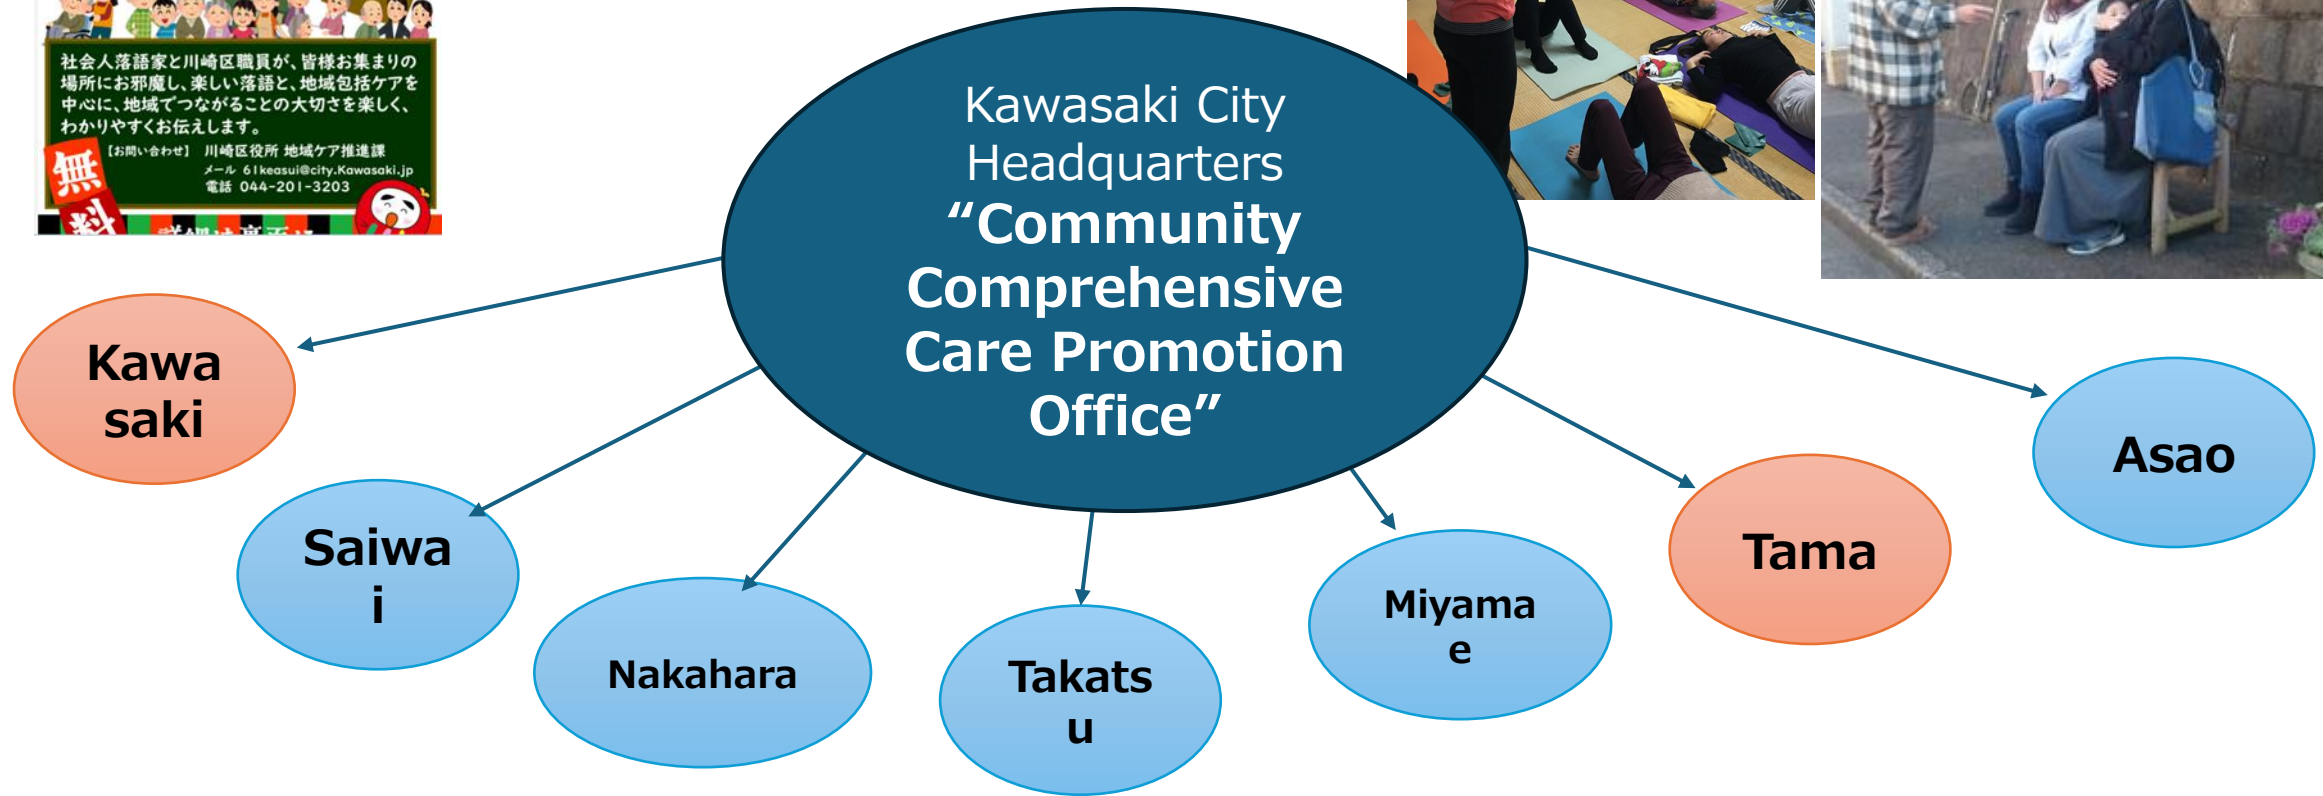 社会人落語家と川崎区職員が、皆様お集まりの
場所にお邪魔し、楽しい落語と、地域包括ケアを
中心に、地域でつながることの大切さを楽しく、
わかりやすくお伝えします。
【お問い合わせ】 川崎区役所 地域ケア推進課
メール 61keasui@city.Kawasaki.jp
電話 044-201-3203
無料
Kawasaki City
Headquarters
“Community
Comprehensive
Care Promotion
Office”
Kawa
saki
Saiwa
i
Nakahara
Takats
u
Miyama
e
Tama
Asao